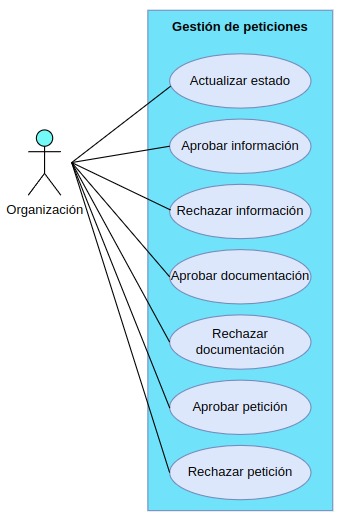 Gestión de peticiones
Actualizar estado
Aprobar información
Rechazar información
Organización
Aprobar documentación
Rechazar
documentación
Aprobar petición
Rechazar petición